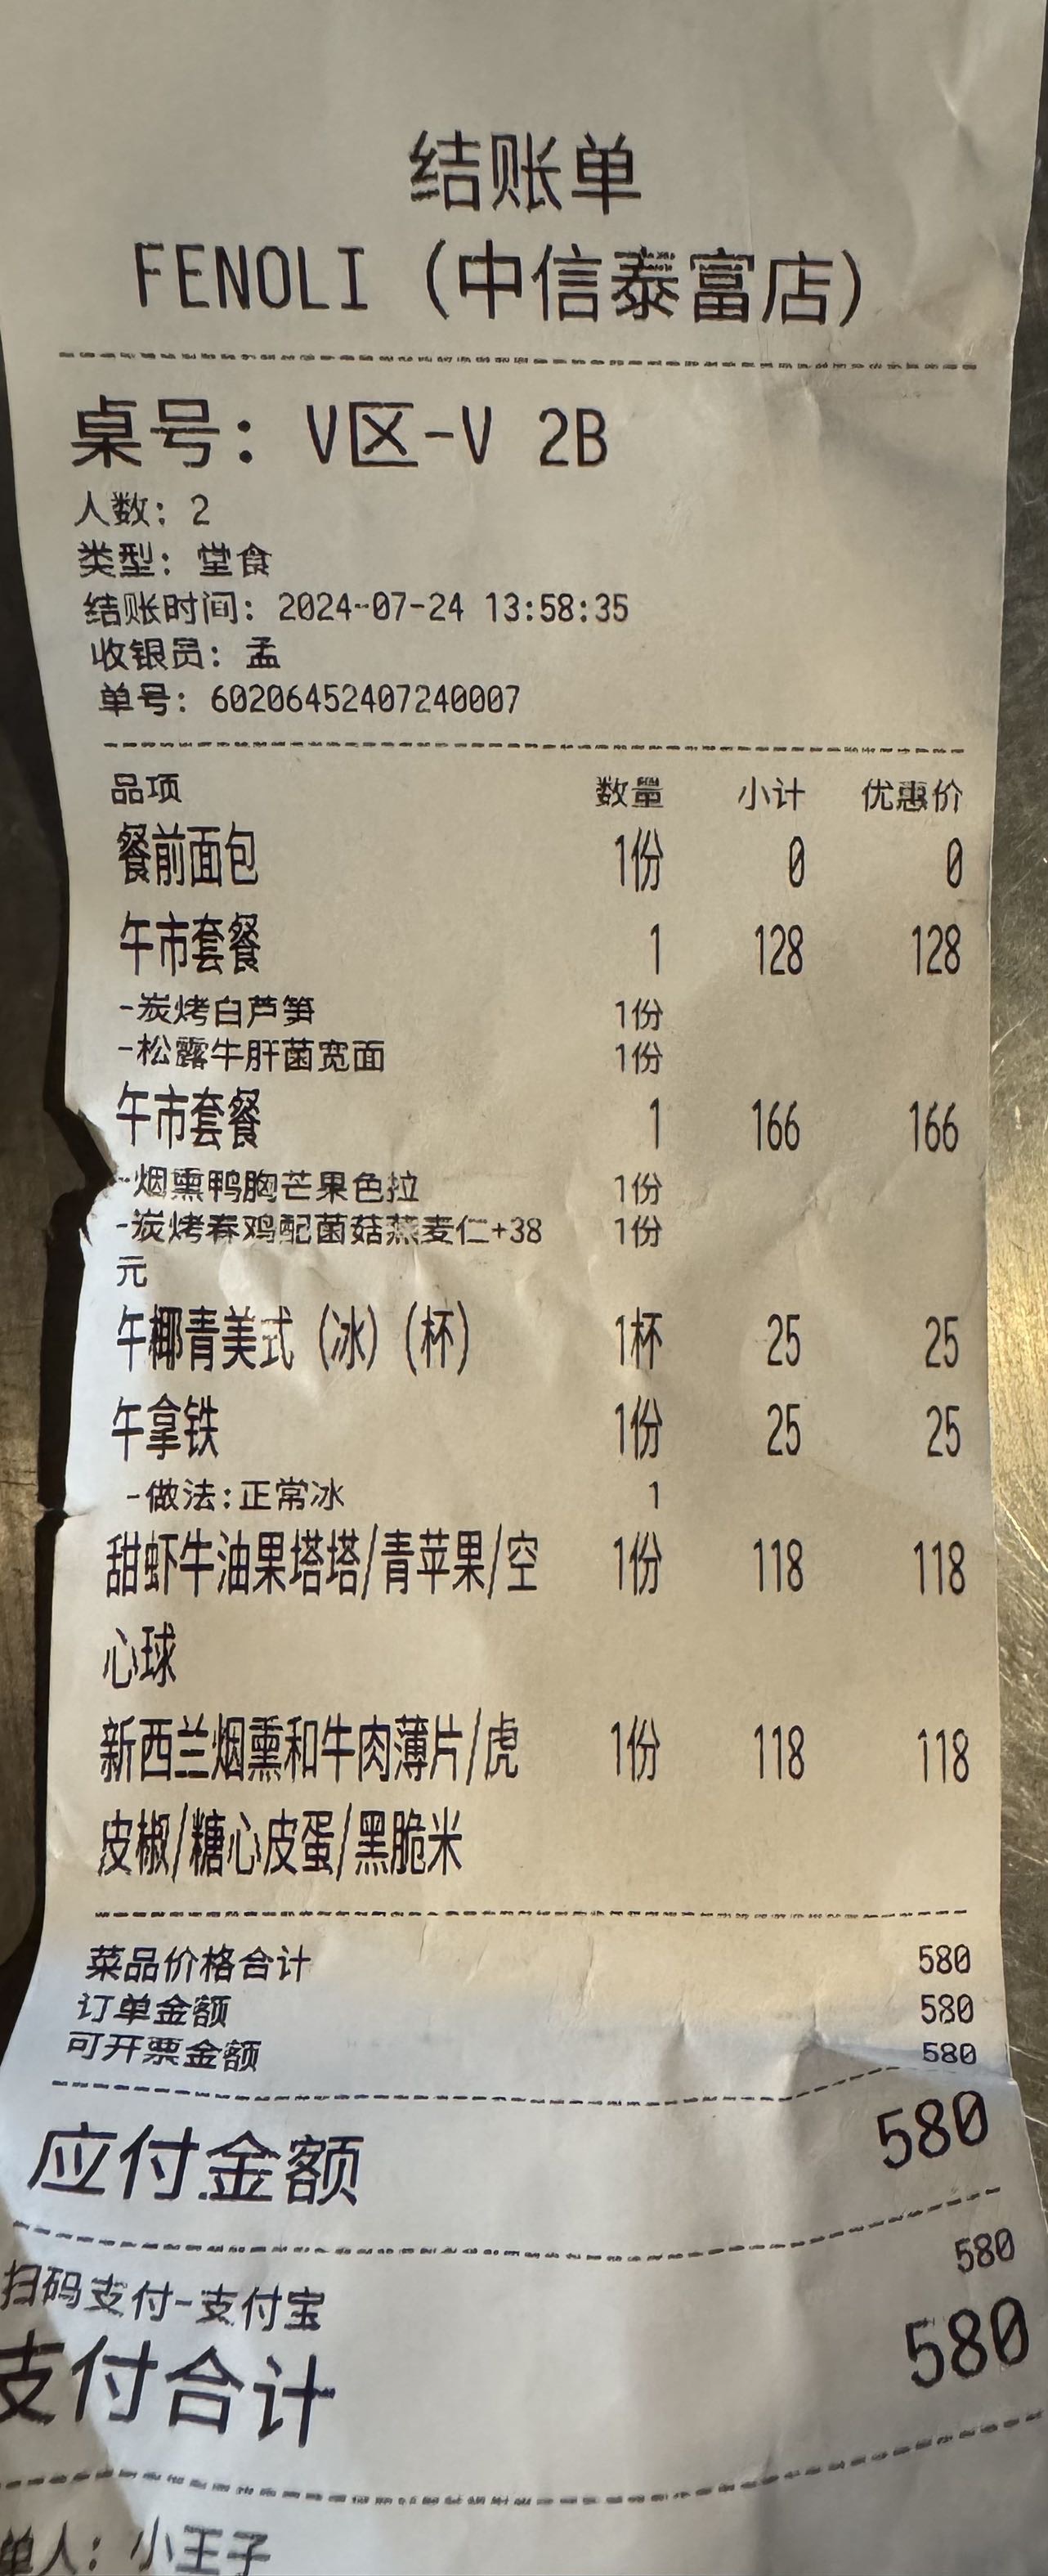 结账单
FENOLI (中信泰富店)
桌号: V区-V 2B
人数: 2
类型: 堂食
结账时间: 2024-07-24 13:58:35
收银员: 孟
单号: 60206452407240007
品项 数量 小计 优惠价
餐前面包 1份 0 0
午市套餐 1 128 128
-炭烤白芦笋 1份
-松露牛肝菌宽面 1份
午市套餐 1 166 166
-烟熏鸭胸芒果色拉 1份
-炭烤春鸡配菌菇燕麦仁+38 1份
元
午椰青美式 (冰) (杯) 1杯 25 25
午拿铁 1份 25 25
-做法:正常冰 1
甜虾牛油果塔塔/青苹果/空 1份 118 118
心球
新西兰烟熏和牛肉薄片/虎 1份 118 118
皮椒/糖心皮蛋/黑脆米
菜品价格合计 580
订单金额 580
可开票金额 580
应付金额 580
扫码支付-支付宝 580
支付合计 580
单人: 小王子